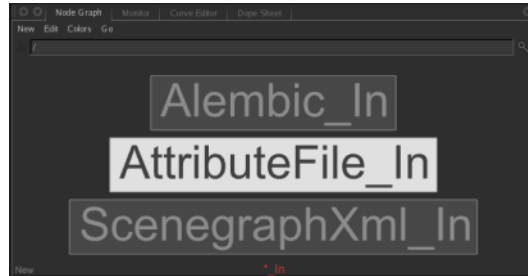 Node Graph Monitor Curve Editor Dope Sheet
New Edit Colors Go
/
Alembic_In
AttributeFile_In
ScenegraphXml_In
New *_In